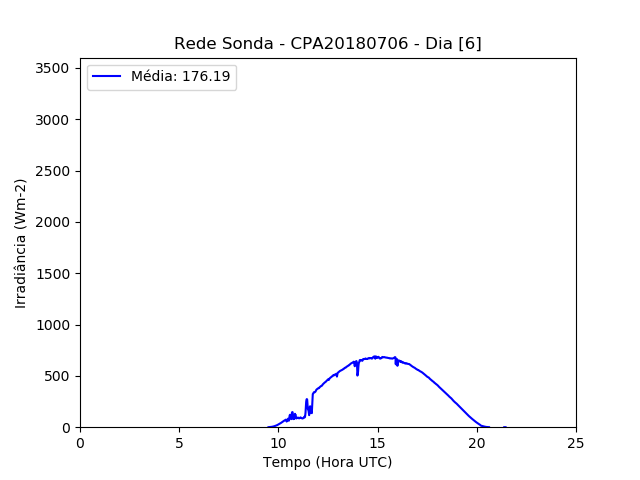 Rede Sonda - CPA20180706 - Dia [6]
Média: 176.19
3500
3000
2500
2000
1500
1000
500
0
Irradiância (Wm-2)
0 5 10 15 20 25
Tempo (Hora UTC)